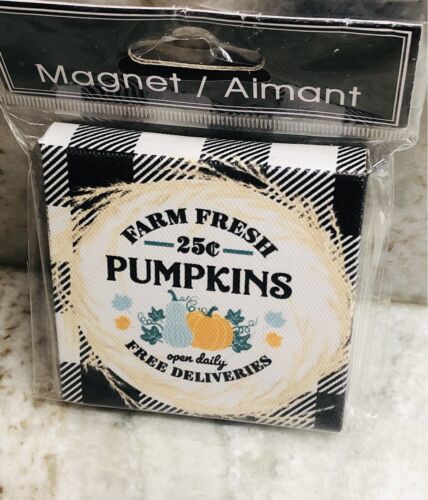 Magnet / Aimant
FARM FRESH
25¢
PUMPKINS
open daily
FREE DELIVERIES